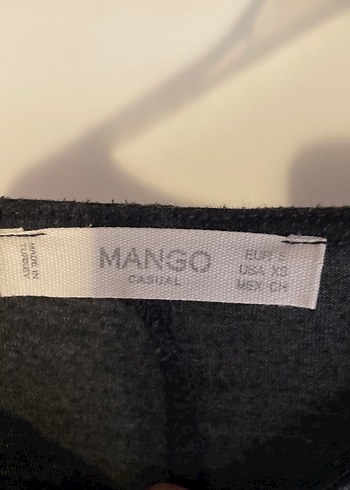 MADE IN
TURKEY
MANGO
CASUAL
EUR S
USA XS
MEX CH